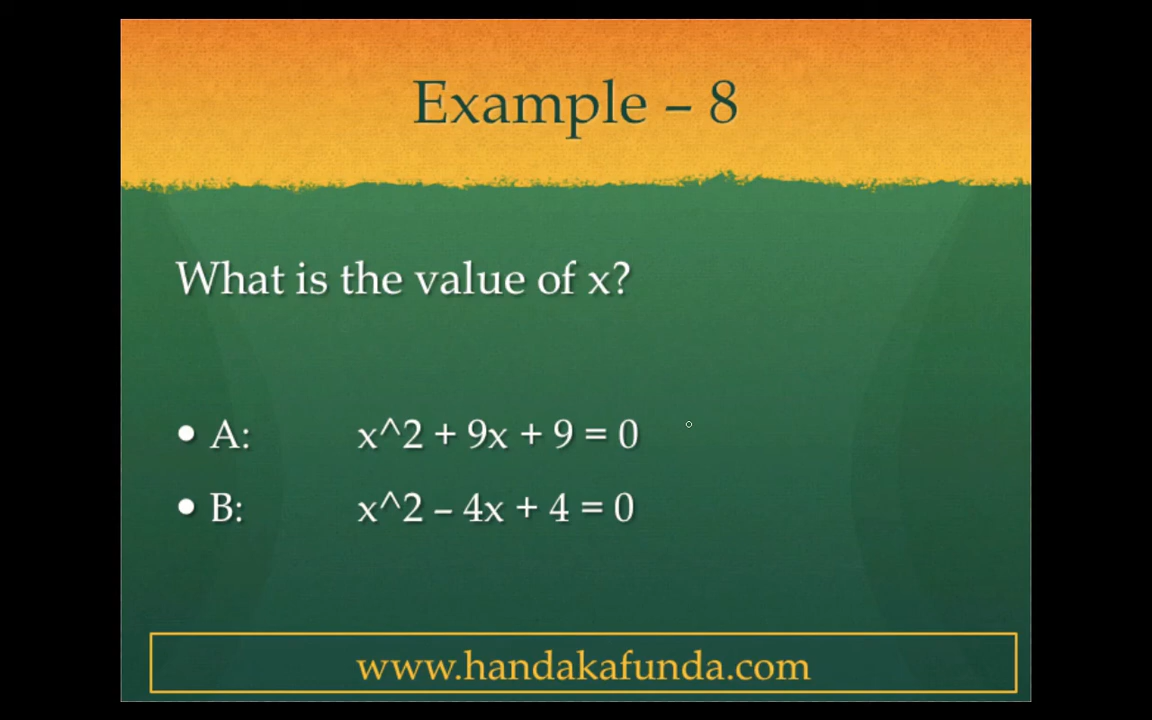 Example – 8
What is the value of x?
• A: x^2 + 9x + 9 = 0
• B: x^2 – 4x + 4 = 0
www.handakafunda.com